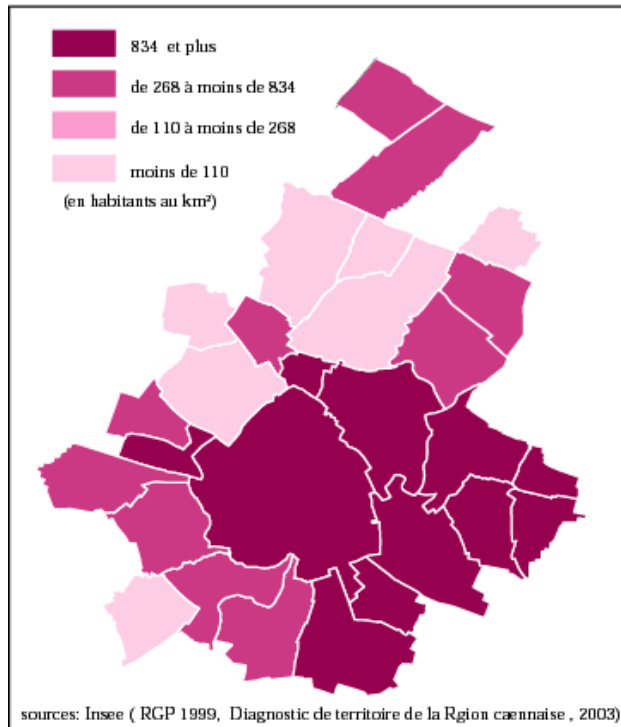 834 et plus
de 268 à moins de 834
de 110 à moins de 268
moins de 110
(en habitants au km²)
sources: Insee ( RGP 1999, Diagnostic de territoire de la Rgion caennaise , 2003)